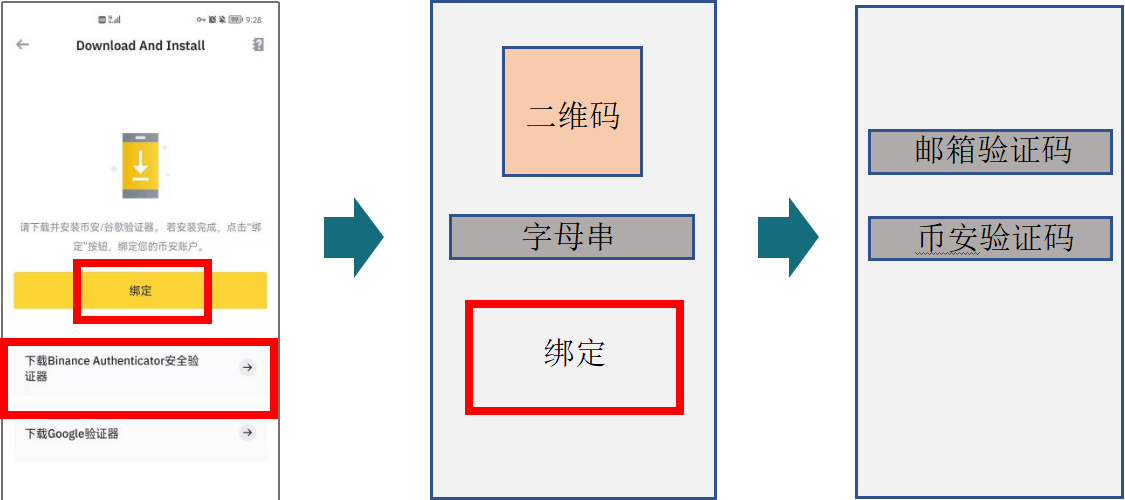 89 9:28
Download And Install
请下载并安装币安/谷歌验证器。若安装完成，点击“绑
定”按钮，绑定您的币安账户。
绑定
下载Binance Authenticator安全验
证器
下载Google验证器
二维码
字母串
绑定
邮箱验证码
币安验证码